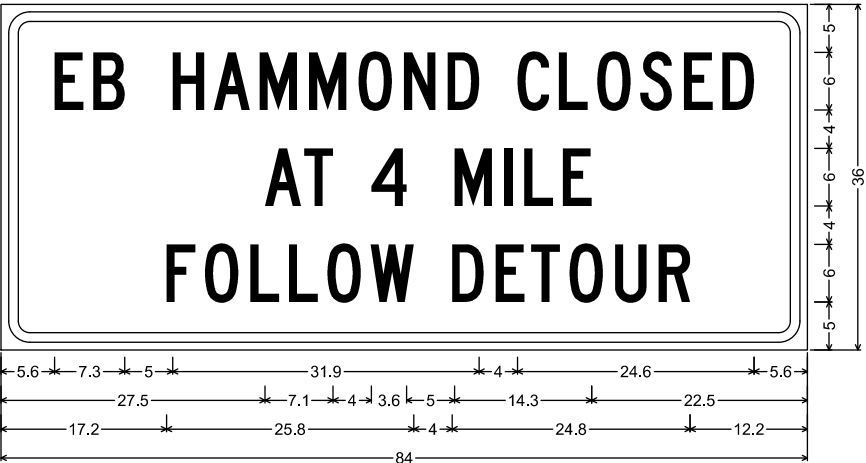 EB HAMMOND CLOSED
AT 4 MILE
FOLLOW DETOUR
5
6
4
6
4
6
5
36
5.6 7.3 5 31.9 4 24.6 5.6
27.5 7.1 4 3.6 5 14.3 22.5
17.2 25.8 4 24.8 12.2
84